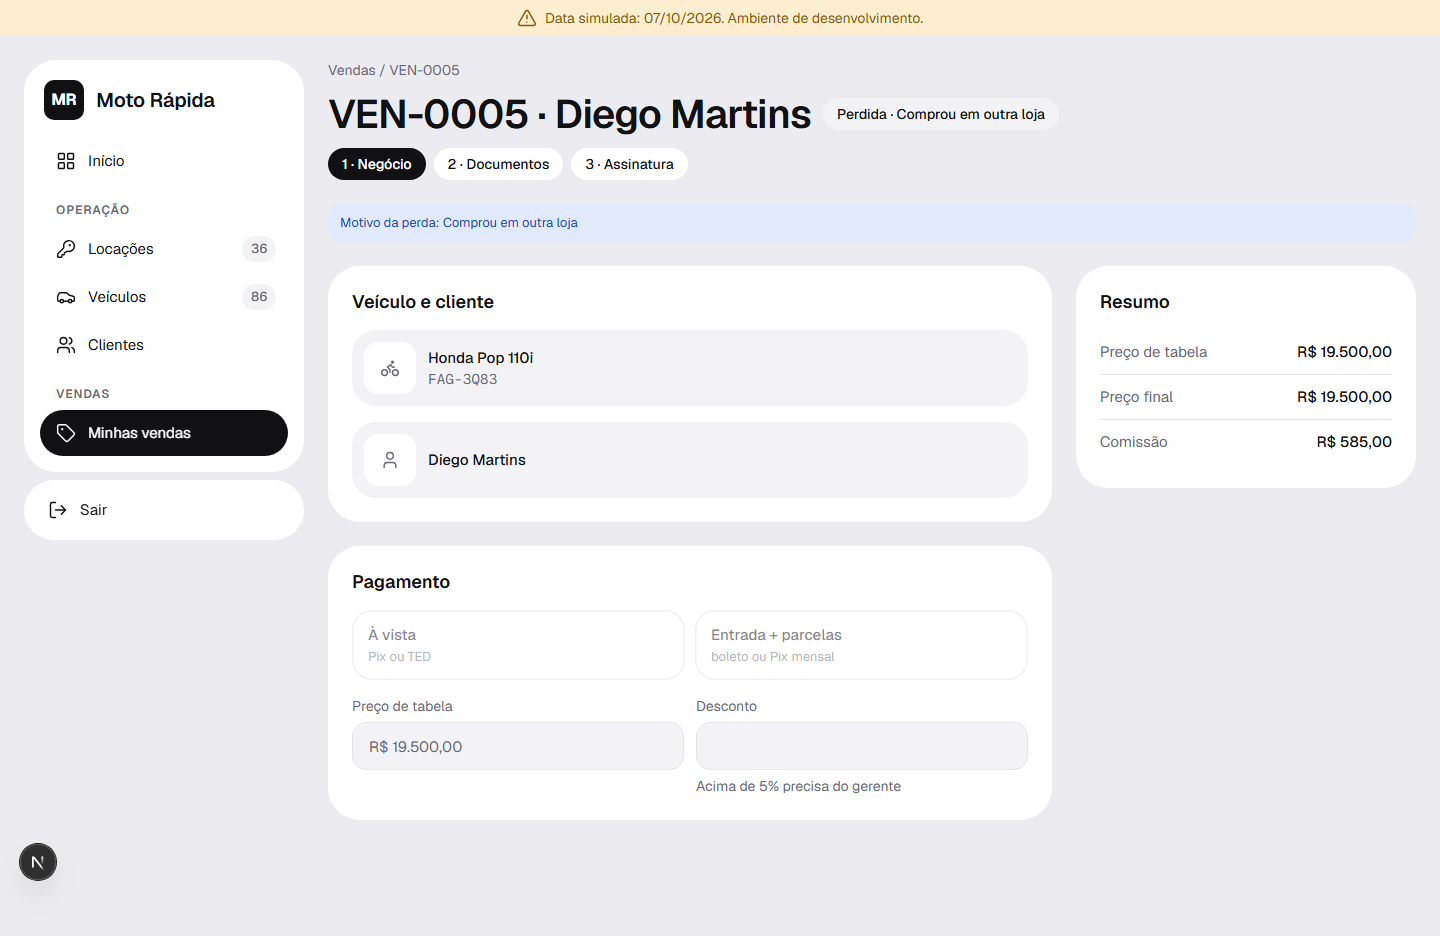 Data simulada: 07/10/2026. Ambiente de desenvolvimento.
MR
Moto Rápida
Início
OPERAÇÃO
Locações 36
Veículos 86
Clientes
VENDAS
Minhas vendas
Sair
Vendas / VEN-0005
VEN-0005 · Diego Martins
Perdida · Comprou em outra loja
1 · Negócio
2 · Documentos
3 · Assinatura
Motivo da perda: Comprou em outra loja
Veículo e cliente
Honda Pop 110i
FAG-3Q83
Diego Martins
Pagamento
À vista
Pix ou TED
Entrada + parcelas
boleto ou Pix mensal
Preço de tabela
R$ 19.500,00
Desconto
Acima de 5% precisa do gerente
Resumo
Preço de tabela R$ 19.500,00
Preço final R$ 19.500,00
Comissão R$ 585,00
N